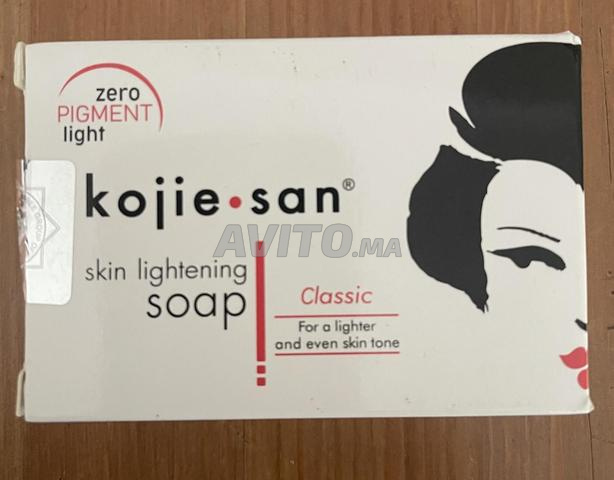 zero
PIGMENT
light
kojie•san®
AVITO.MA
skin lightening
soap
Classic
For a lighter
and even skin tone